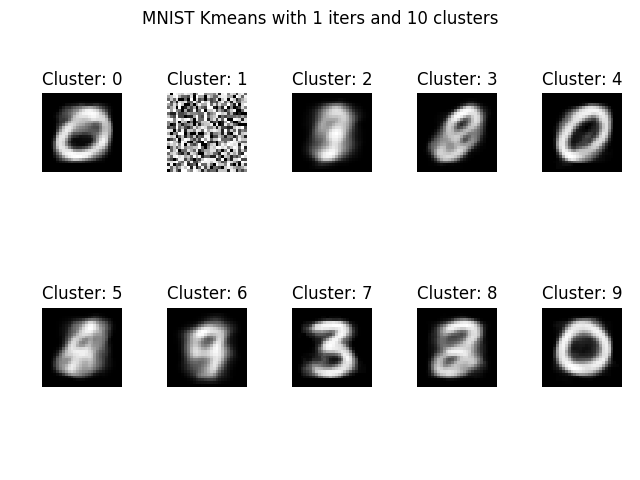 MNIST Kmeans with 1 iters and 10 clusters
Cluster: 0 Cluster: 1 Cluster: 2 Cluster: 3 Cluster: 4
Cluster: 5 Cluster: 6 Cluster: 7 Cluster: 8 Cluster: 9